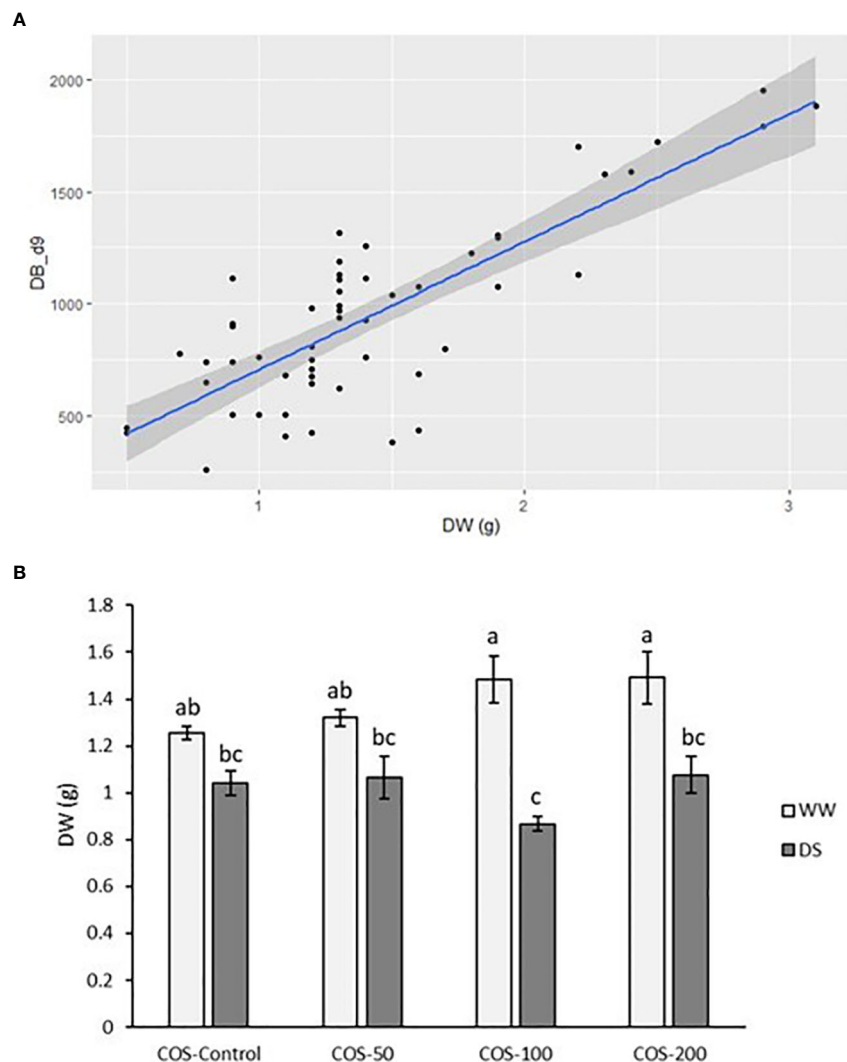 A
2000
1500
1000
500
DB_d9
1 2 3
DW (g)
B
1.8
1.6
1.4
1.2
1
0.8
0.6
0.4
0.2
0
DW (g)
ab bc ab bc a c a bc
WW
DS
COS-Control COS-50 COS-100 COS-200